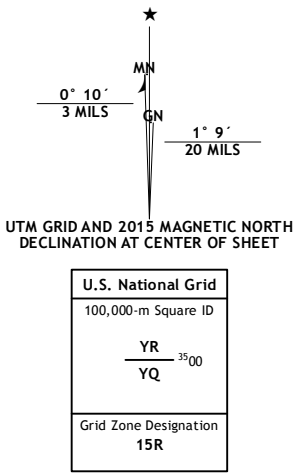 ★
MN
0° 10´
3 MILS
GN
1° 9´
20 MILS
UTM GRID AND 2015 MAGNETIC NORTH
DECLINATION AT CENTER OF SHEET
U.S. National Grid
100,000-m Square ID
YR
YQ
3500
Grid Zone Designation
15R